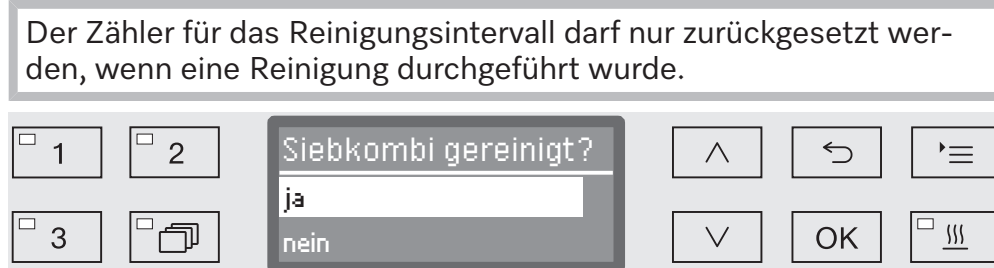 Der Zähler für das Reinigungsintervall darf nur zurückgesetzt wer-
den, wenn eine Reinigung durchgeführt wurde.
1 2 Siebkombi gereinigt?
ja
3 nein OK